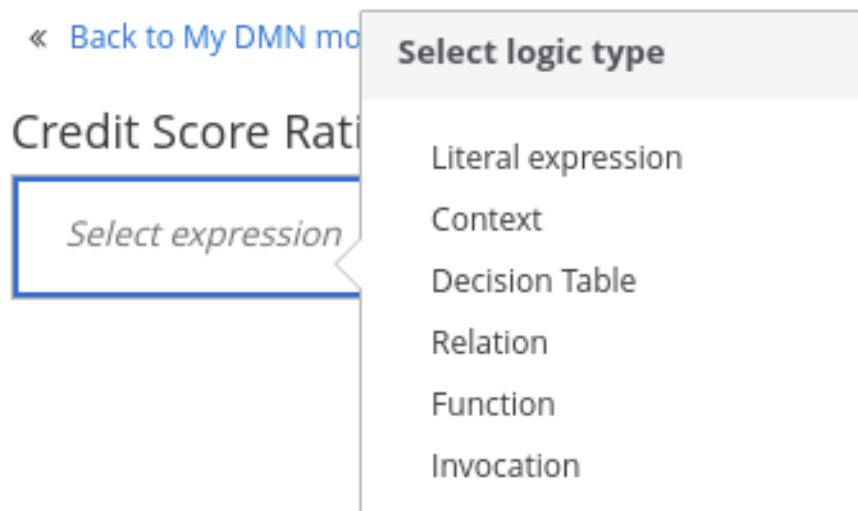 « Back to My DMN mo
Credit Score Rati
Select expression
Select logic type
Literal expression
Context
Decision Table
Relation
Function
Invocation